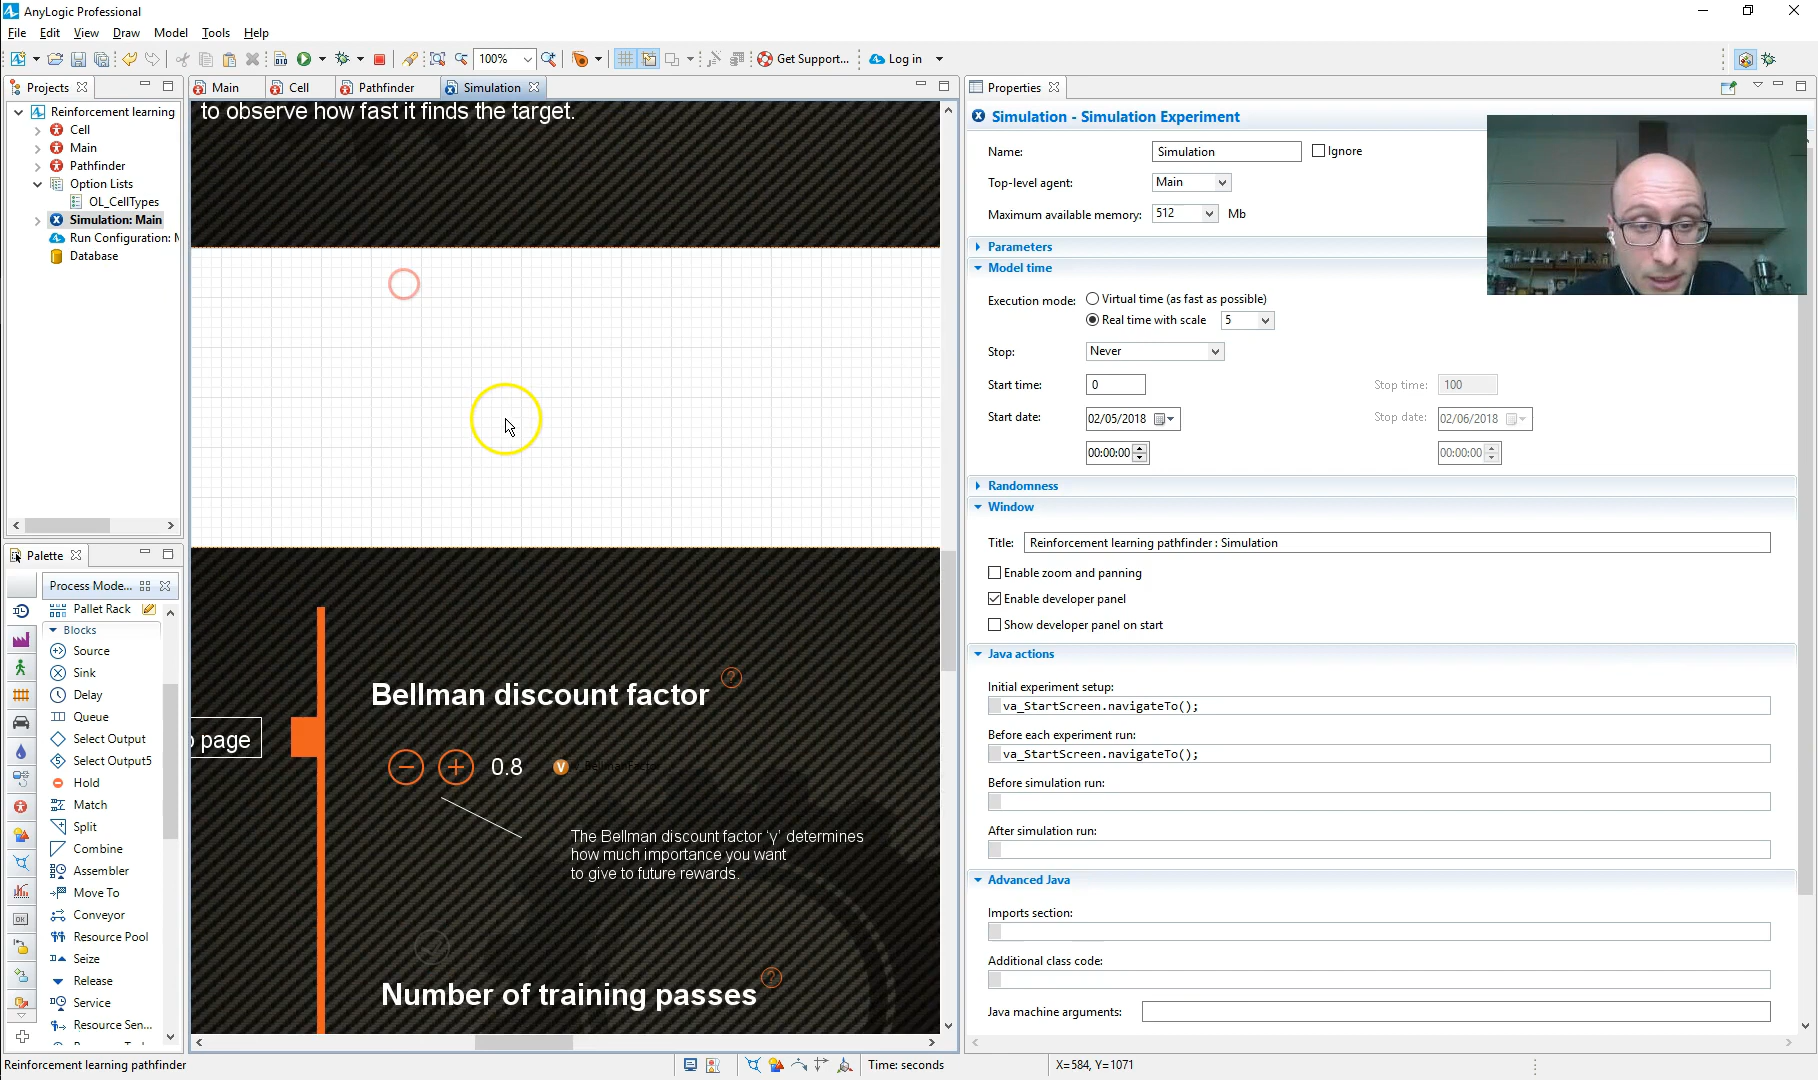 AnyLogic Professional
File Edit View Draw Model Tools Help
100% Get Support... Log in
Projects
Reinforcement learning
Cell
Main
Pathfinder
Option Lists
OL_CellTypes
Simulation: Main
Run Configuration: M
Database
Palette
Process Mode...
Pallet Rack
Blocks
Source
Sink
Delay
Queue
Select Output
Select Output5
Hold
Match
Split
Combine
Assembler
Move To
Conveyor
Resource Pool
Seize
Release
Service
Resource Sen...
Main Cell Pathfinder Simulation
to observe how fast it finds the target.
page
Bellman discount factor ?
0.8 V
The Bellman discount factor ‘γ’ determines
how much importance you want
to give to future rewards.
Number of training passes ?
Properties
Simulation - Simulation Experiment
Name: Simulation Ignore
Top-level agent: Main
Maximum available memory: 512 Mb
Parameters
Model time
Execution mode: Virtual time (as fast as possible)
Real time with scale 5
Stop: Never
Start time: 0 Stop time: 100
Start date: 02/05/2018 Stop date: 02/06/2018
00:00:00 00:00:00
Randomness
Window
Title: Reinforcement learning pathfinder : Simulation
Enable zoom and panning
Enable developer panel
Show developer panel on start
Java actions
Initial experiment setup:
va_StartScreen.navigateTo();
Before each experiment run:
va_StartScreen.navigateTo();
Before simulation run:
After simulation run:
Advanced Java
Imports section:
Additional class code:
Java machine arguments:
Reinforcement learning pathfinder Time: seconds X=584, Y=1071